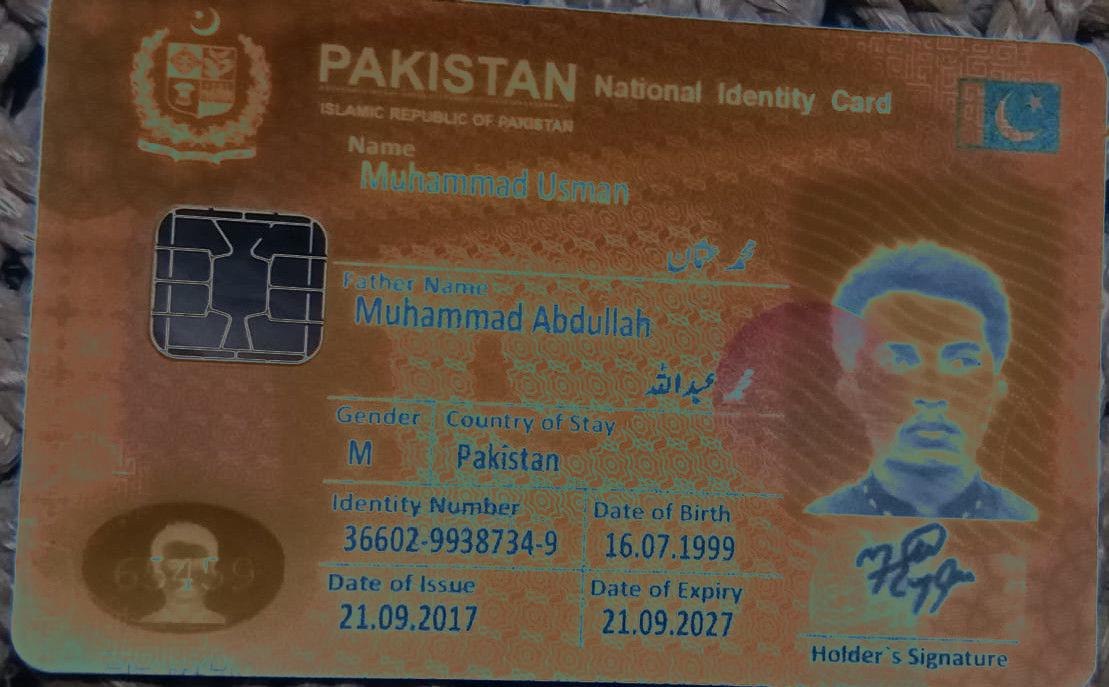 PAKISTAN National Identity Card
ISLAMIC REPUBLIC OF PAKISTAN
Name
Muhammad Usman
محمد عثمان
Father Name
Muhammad Abdullah
محمد عبداللہ
Gender Country of Stay
M Pakistan
Identity Number Date of Birth
36602-9938734-9 16.07.1999
Date of Issue Date of Expiry
21.09.2017 21.09.2027
Holder`s Signature